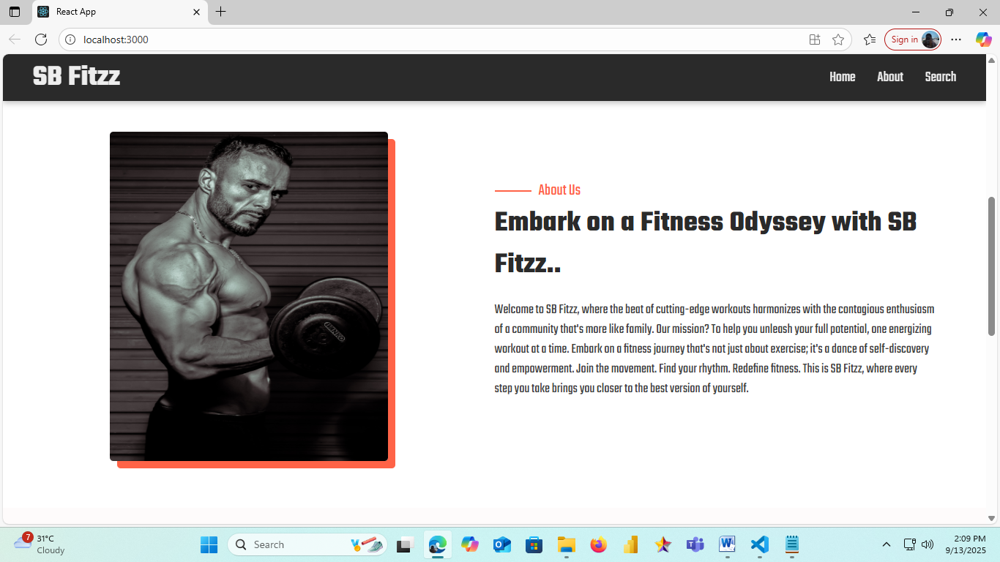 React App
localhost:3000
Sign in
SB Fitzz
Home About Search
About Us
Embark on a Fitness Odyssey with SB
Fitzz..
Welcome to SB Fitzz, where the beat of cutting-edge workouts harmonizes with the contagious enthusiasm
of a community that's more like family. Our mission? To help you unleash your full potential, one energizing
workout at a time. Embark on a fitness journey that's not just about exercise; it's a dance of self-discovery
and empowerment. Join the movement. Find your rhythm. Redefine fitness. This is SB Fitzz, where every
step you take brings you closer to the best version of yourself.
7
31°C
Cloudy
Search
2:09 PM
9/13/2025